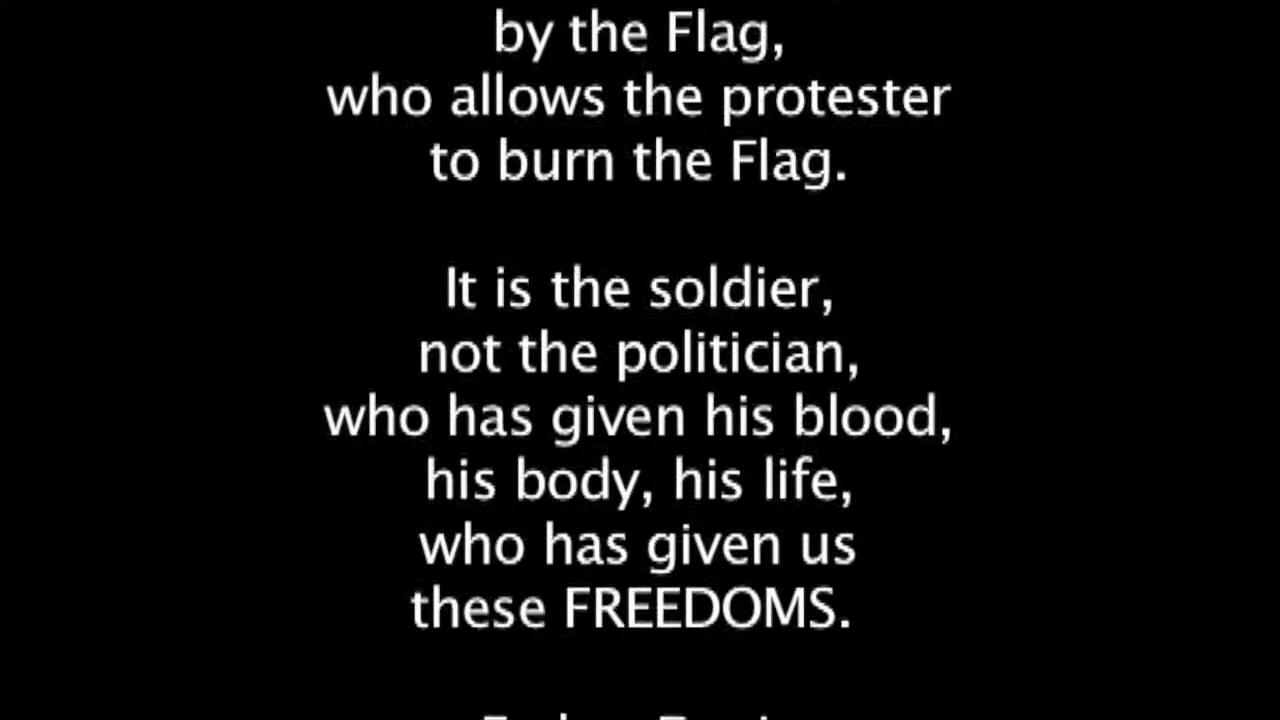 by the Flag,
who allows the protester
to burn the Flag.
It is the soldier,
not the politician,
who has given his blood,
his body, his life,
who has given us
these FREEDOMS.